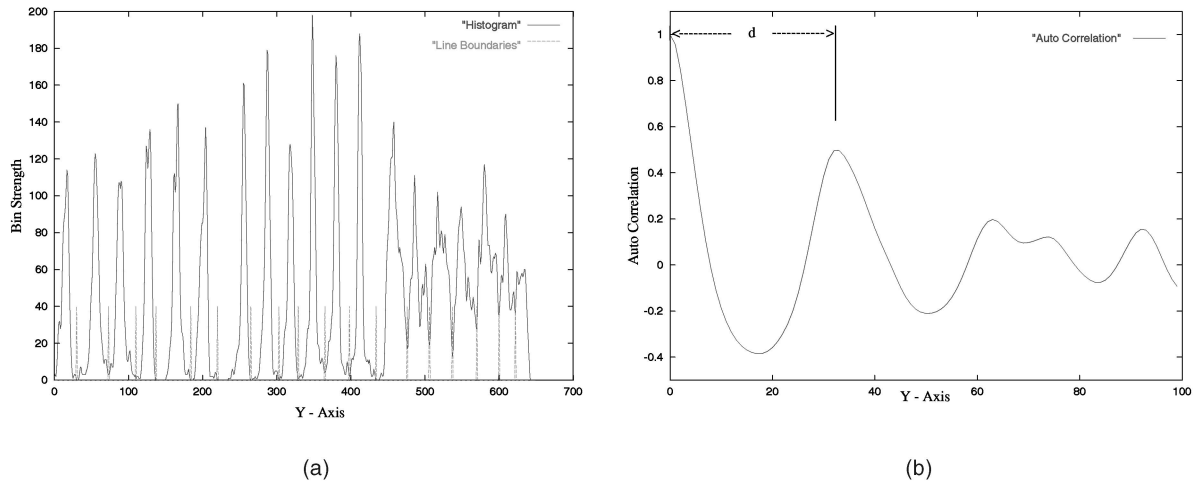 "Histogram"
"Line Boundaries"
Bin Strength
200
180
160
140
120
100
80
60
40
20
0
0 100 200 300 400 500 600 700
Y - Axis
(a)
d
"Auto Correlation"
Auto Correlation
1
0.8
0.6
0.4
0.2
0
-0.2
-0.4
0 20 40 60 80 100
Y - Axis
(b)